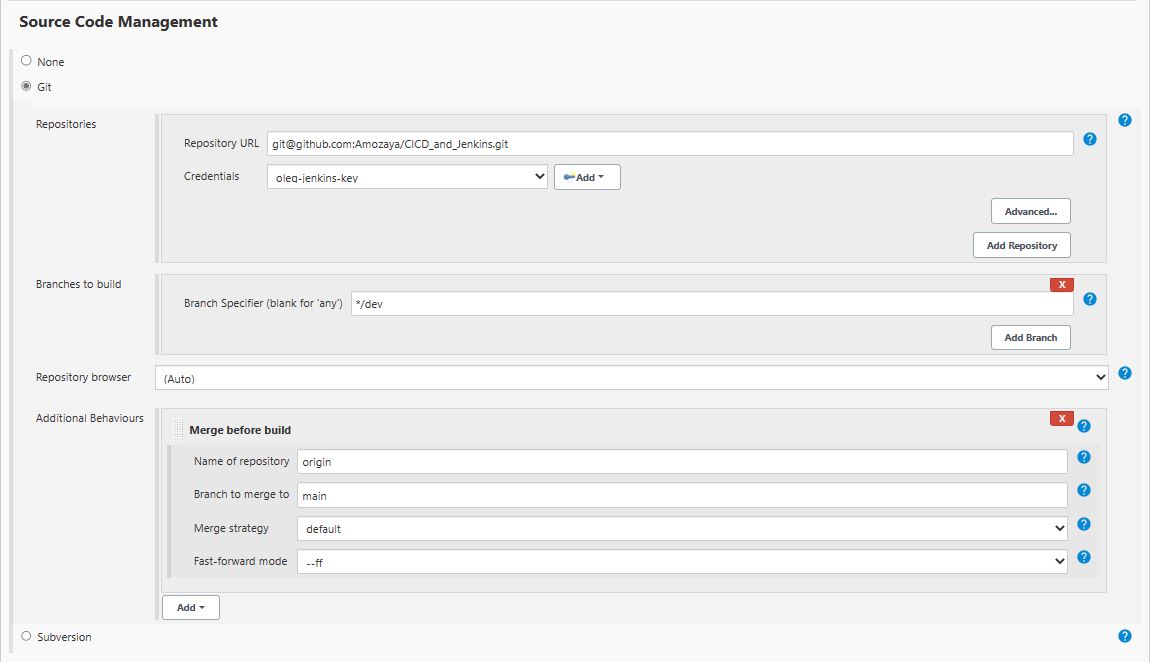 Source Code Management
None
Git
Repositories
Repository URL git@github.com:Amozaya/CICD_and_Jenkins.git
Credentials oleg-jenkins-key Add
Advanced...
Add Repository
Branches to build
X
Branch Specifier (blank for 'any') */dev
Add Branch
Repository browser (Auto)
Additional Behaviours
X
Merge before build
Name of repository origin
Branch to merge to main
Merge strategy default
Fast-forward mode --ff
Add
Subversion